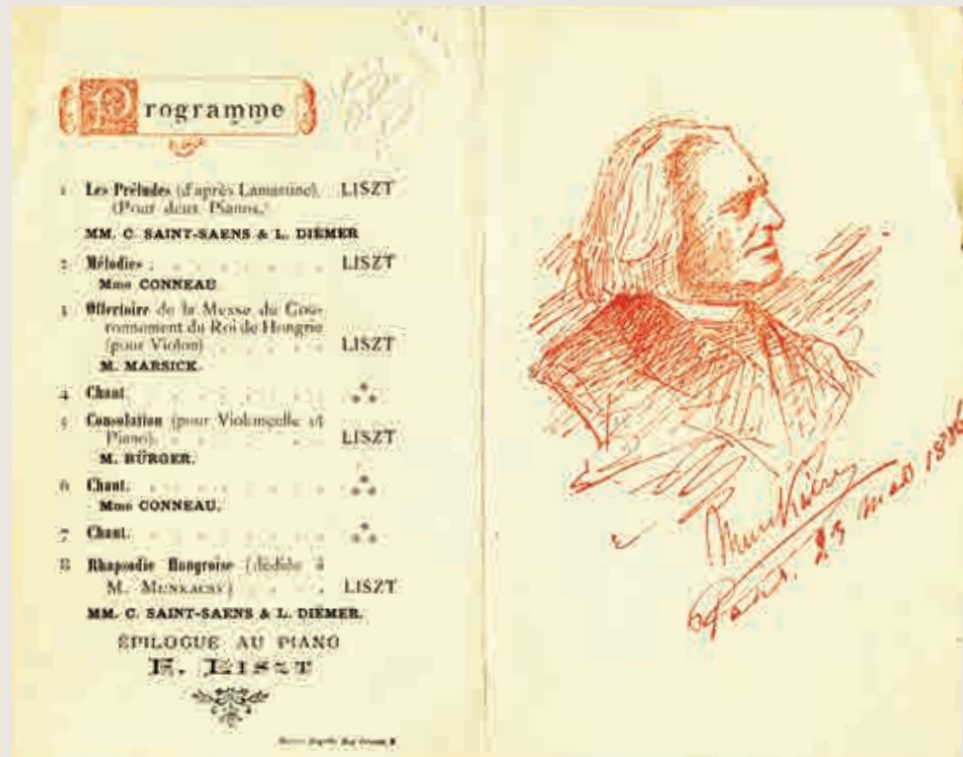 Programme
1 Les Préludes (d'après Lamartine). LISZT
(Pour deux Pianos.)
MM. C. SAINT-SAENS & L. DIÉMER
2 Mélodies . LISZT
Mme CONNEAU
3 Offertoire de la Messe du Cou-
ronnement du Roi de Hongrie
(pour Violon) LISZT
M. MARSICK.
4 Chant
5 Consolation (pour Violoncelle et
Piano). LISZT
M. BÜRGER.
6 Chant.
Mme CONNEAU.
7 Chant.
8 Rhapsodie Hongroise (dédiée à
M. MUNKACSY) LISZT
MM. C. SAINT-SAENS & L. DIÉMER.
ÉPILOGUE AU PIANO
F. LISZT
Munkácsy
Paris. 23 1886